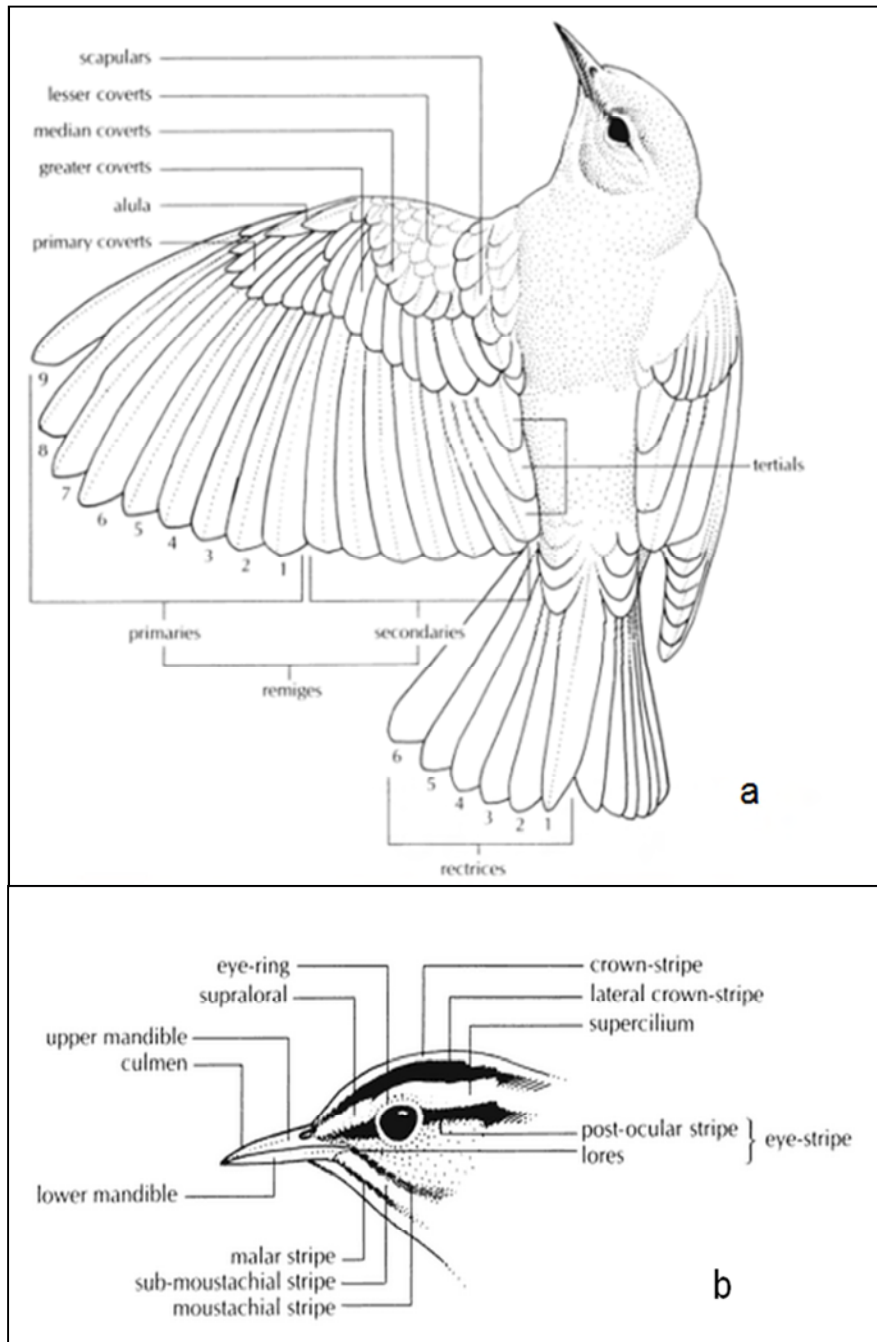 scapulars
lesser coverts
median coverts
greater coverts
alula
primary coverts
tertials
9
8
7
6
5
4
3
2
1
primaries
secondaries
remiges
6
5
4
3
2
1
rectrices
a
eye-ring
supraloral
upper mandible
culmen
lower mandible
malar stripe
sub-moustachial stripe
moustachial stripe
crown-stripe
lateral crown-stripe
supercilium
post-ocular stripe
lores
eye-stripe
b